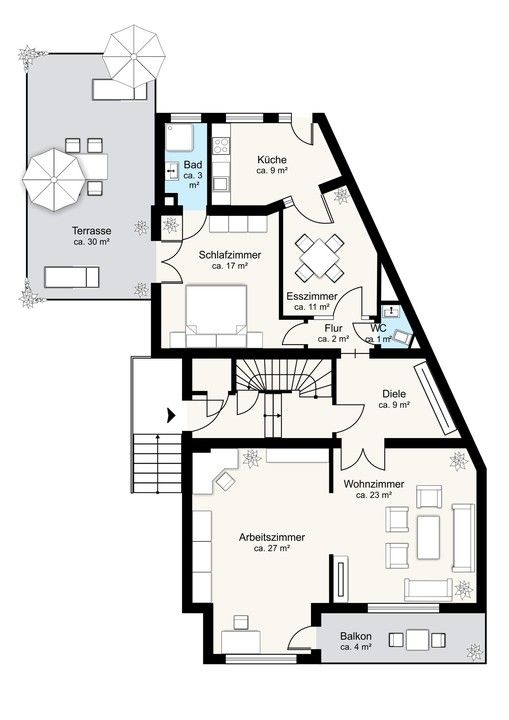 Küche
ca. 9 m²
Bad
ca. 3
m²
Terrasse
ca. 30 m²
Schlafzimmer
ca. 17 m²
Esszimmer
ca. 11 m²
Flur
ca. 2 m²
WC
ca. 1 m²
Diele
ca. 9 m²
Wohnzimmer
ca. 23 m²
Arbeitszimmer
ca. 27 m²
Balkon
ca. 4 m²